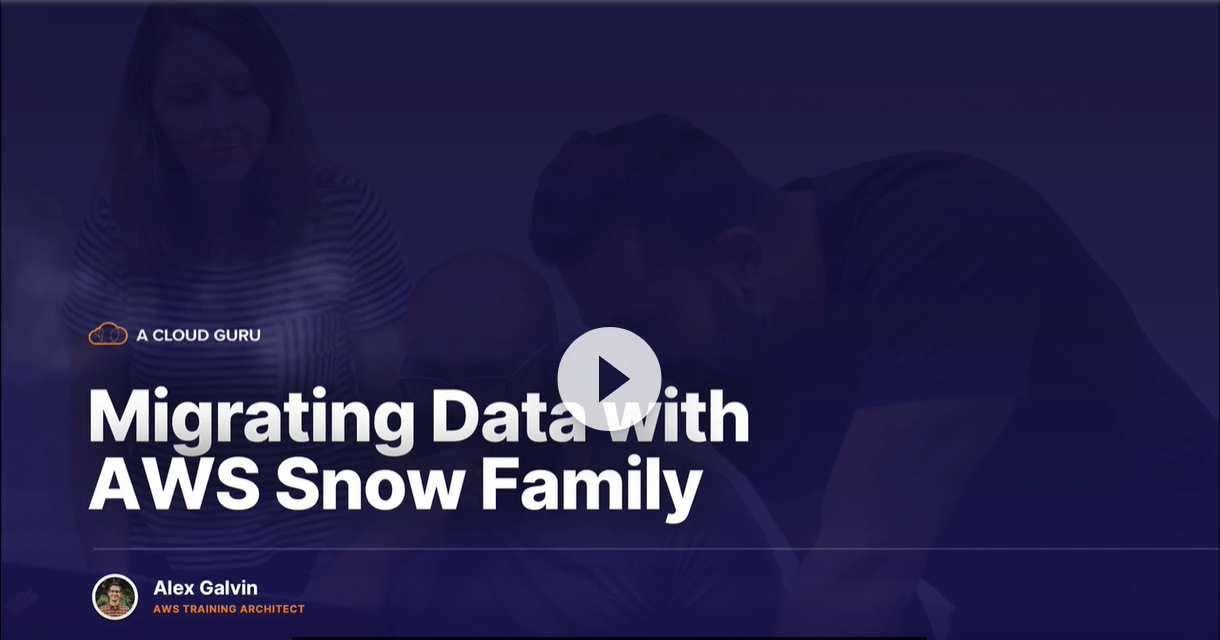 A CLOUD GURU
Migrating Data with
AWS Snow Family
Alex Galvin
AWS TRAINING ARCHITECT